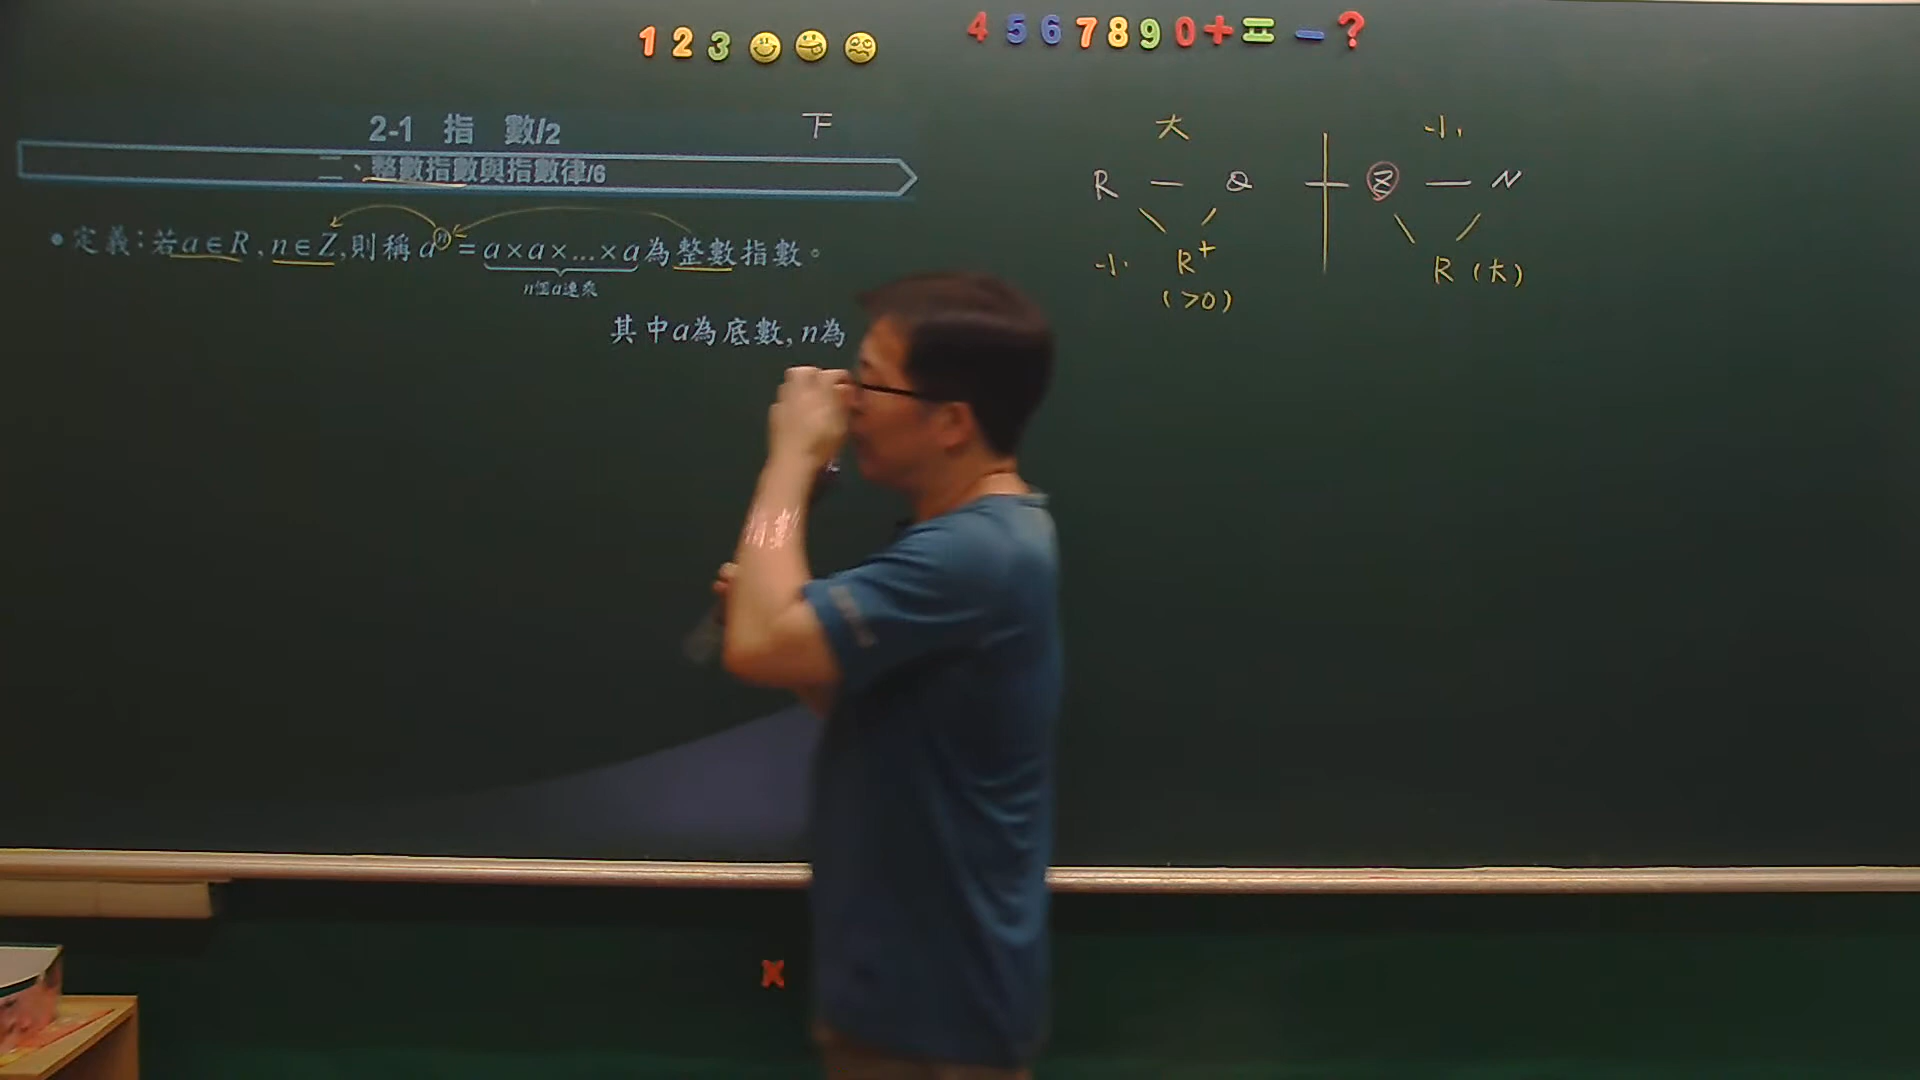 1 2 3
4 5 6 7 8 9 0 + = - ?
2-1 指 數/2
下
二、整數指數與指數律/6
•定義:若a∈R,n∈Z,則稱aⁿ=a×a×...×a為整數指數。
n個a連乘
其中a為底數,n為
大
小
R — Q
Z — N
小
R⁺
(>0)
R (大)
x